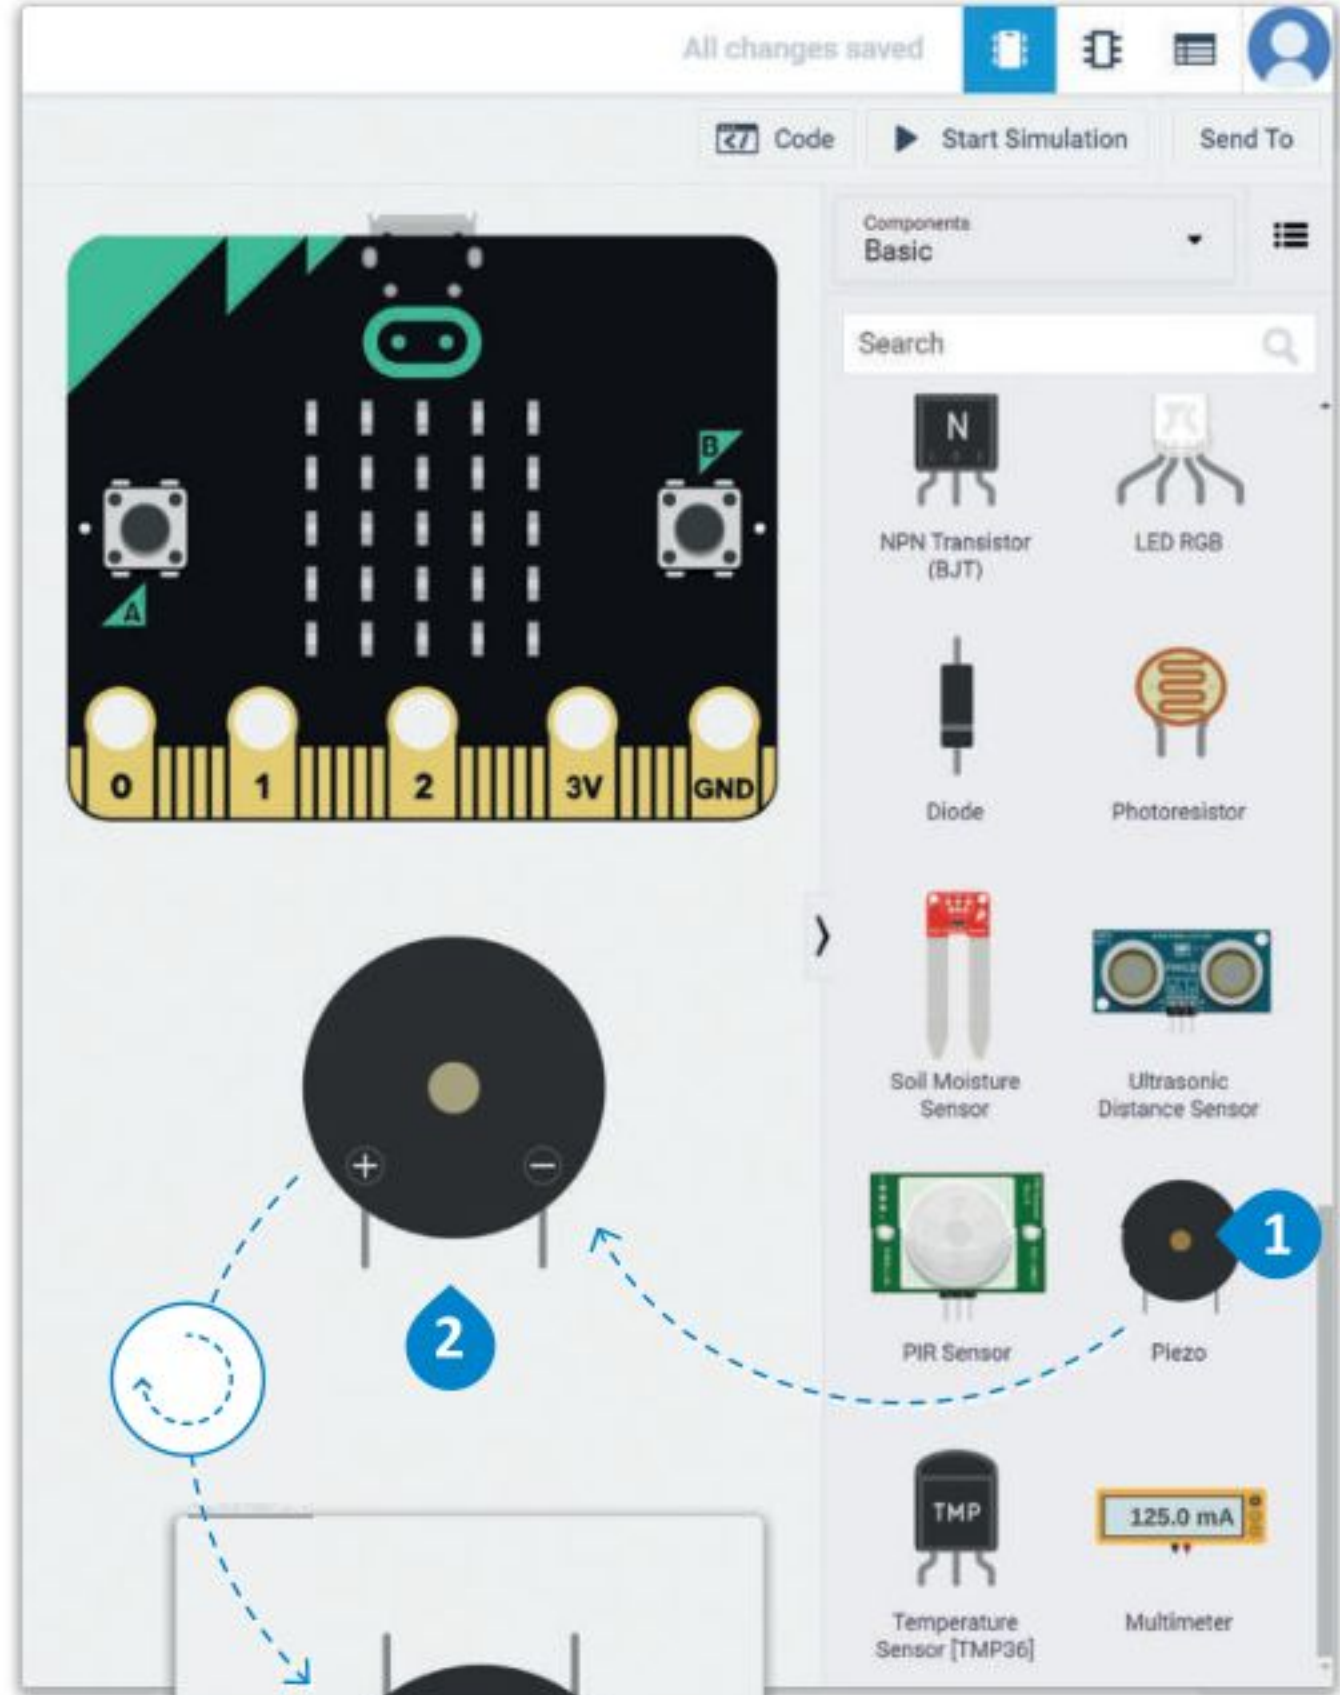 All changes saved
Code
Start Simulation
Send To
Components
Basic
Search
N
NPN Transistor
(BJT)
LED RGB
B
A
0
1
2
3V
GND
Diode
Photoresistor
Soil Moisture
Sensor
Ultrasonic
Distance Sensor
1
PIR Sensor
Piezo
2
TMP
125.0 mA
Temperature
Sensor [TMP36]
Multimeter